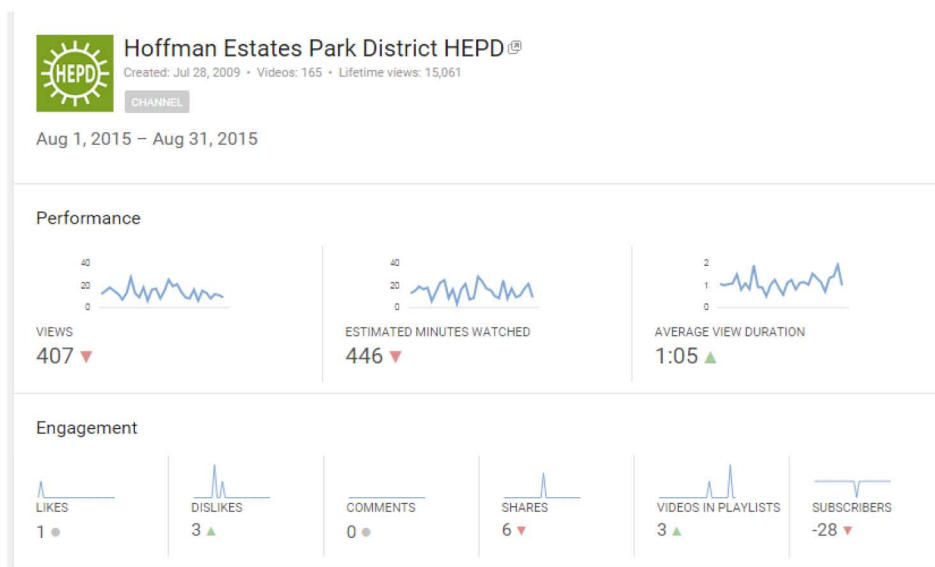 HEPD
Hoffman Estates Park District HEPD
Created: Jul 28, 2009 • Videos: 165 • Lifetime views: 15,061
CHANNEL
Aug 1, 2015 – Aug 31, 2015
Performance
40
20
0
VIEWS
407 ▼
40
20
0
ESTIMATED MINUTES WATCHED
446 ▼
2
1
0
AVERAGE VIEW DURATION
1:05 ▲
Engagement
LIKES
1
DISLIKES
3 ▲
COMMENTS
0
SHARES
6 ▼
VIDEOS IN PLAYLISTS
3 ▲
SUBSCRIBERS
-28 ▼